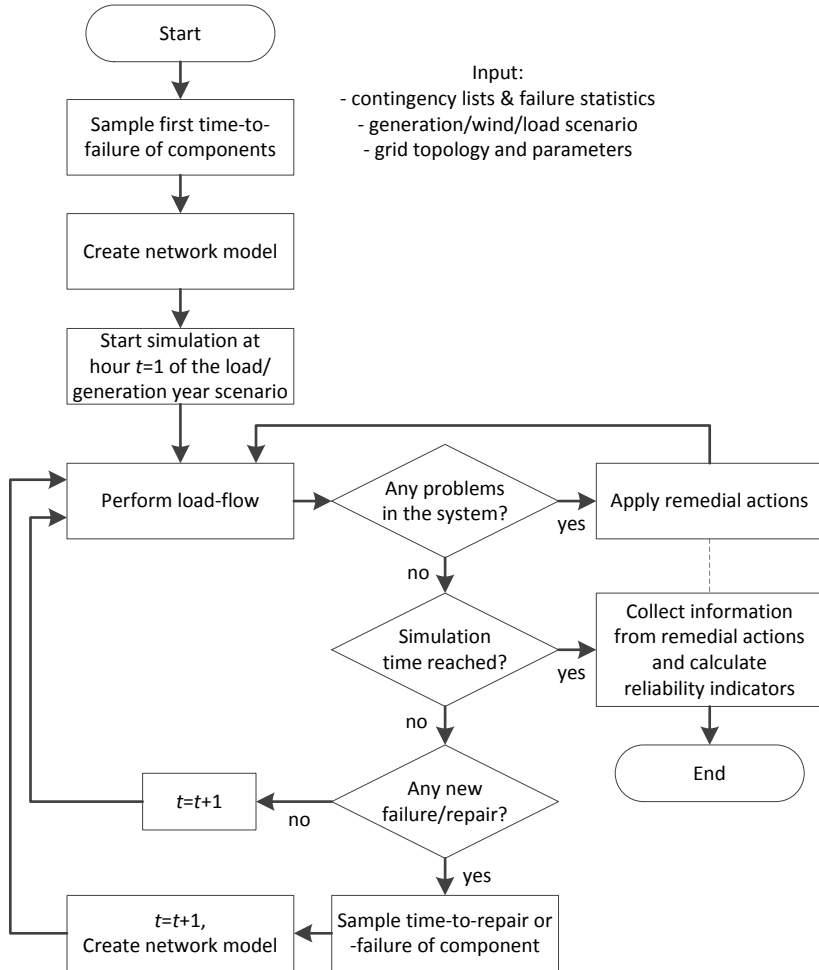 Start
Input:
- contingency lists & failure statistics
- generation/wind/load scenario
- grid topology and parameters
Sample first time-to-
failure of components
Create network model
Start simulation at
hour t=1 of the load/
generation year scenario
Perform load-flow
Any problems
in the system?
yes
Apply remedial actions
no
Simulation
time reached?
yes
Collect information
from remedial actions
and calculate
reliability indicators
no
End
Any new
failure/repair?
no
t=t+1
yes
Sample time-to-repair or
-failure of component
t=t+1,
Create network model